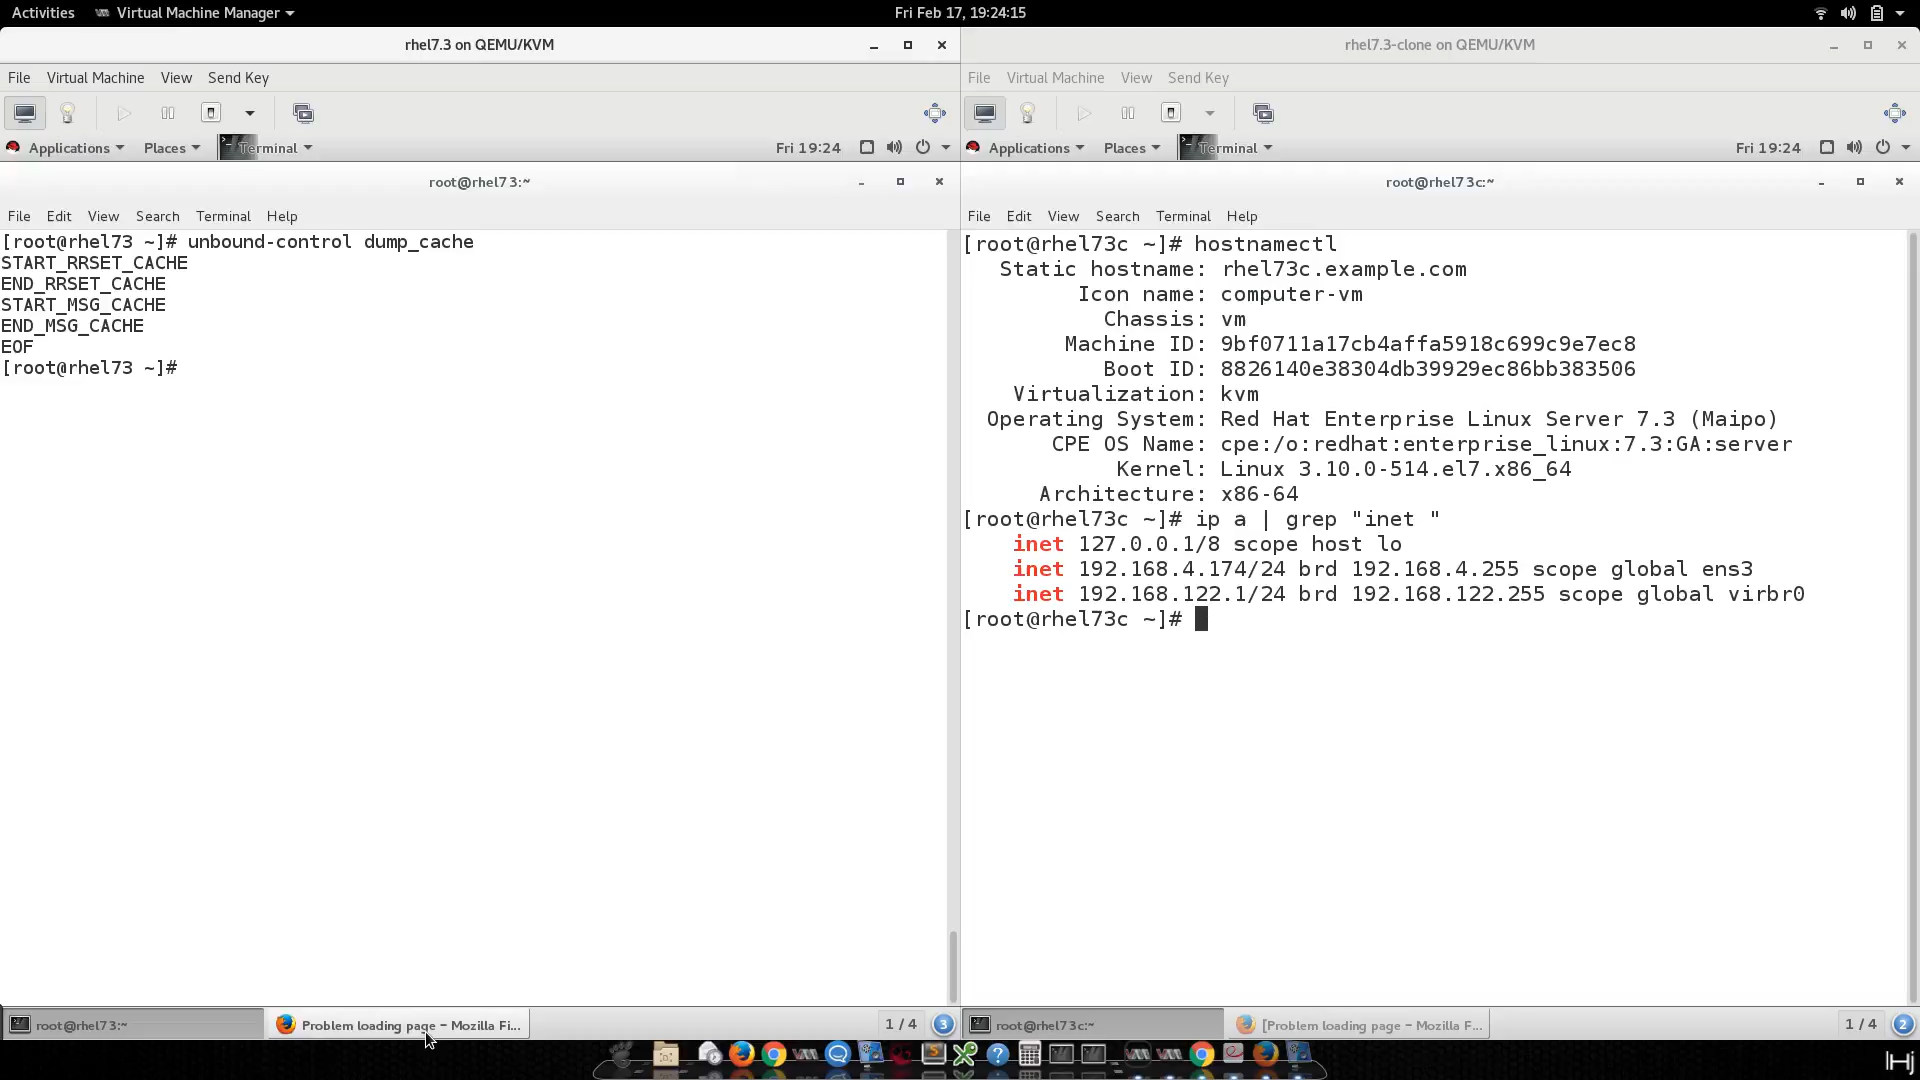 Activities Virtual Machine Manager Fri Feb 17, 19:24:15
rhel7.3 on QEMU/KVM
File Virtual Machine View Send Key
Applications Places Terminal Fri 19:24
root@rhel73:~
File Edit View Search Terminal Help
[root@rhel73 ~]# unbound-control dump_cache
START_RRSET_CACHE
END_RRSET_CACHE
START_MSG_CACHE
END_MSG_CACHE
EOF
[root@rhel73 ~]#
root@rhel73:~ Problem loading page - Mozilla Fi... 1 / 4 3
rhel7.3-clone on QEMU/KVM
File Virtual Machine View Send Key
Applications Places Terminal Fri 19:24
root@rhel73c:~
File Edit View Search Terminal Help
[root@rhel73c ~]# hostnamectl
Static hostname: rhel73c.example.com
Icon name: computer-vm
Chassis: vm
Machine ID: 9bf0711a17cb4affa5918c699c9e7ec8
Boot ID: 8826140e38304db39929ec86bb383506
Virtualization: kvm
Operating System: Red Hat Enterprise Linux Server 7.3 (Maipo)
CPE OS Name: cpe:/o:redhat:enterprise_linux:7.3:GA:server
Kernel: Linux 3.10.0-514.el7.x86_64
Architecture: x86-64
[root@rhel73c ~]# ip a | grep "inet "
inet 127.0.0.1/8 scope host lo
inet 192.168.4.174/24 brd 192.168.4.255 scope global ens3
inet 192.168.122.1/24 brd 192.168.122.255 scope global virbr0
[root@rhel73c ~]#
root@rhel73c:~ [Problem loading page - Mozilla F... 1 / 4 2